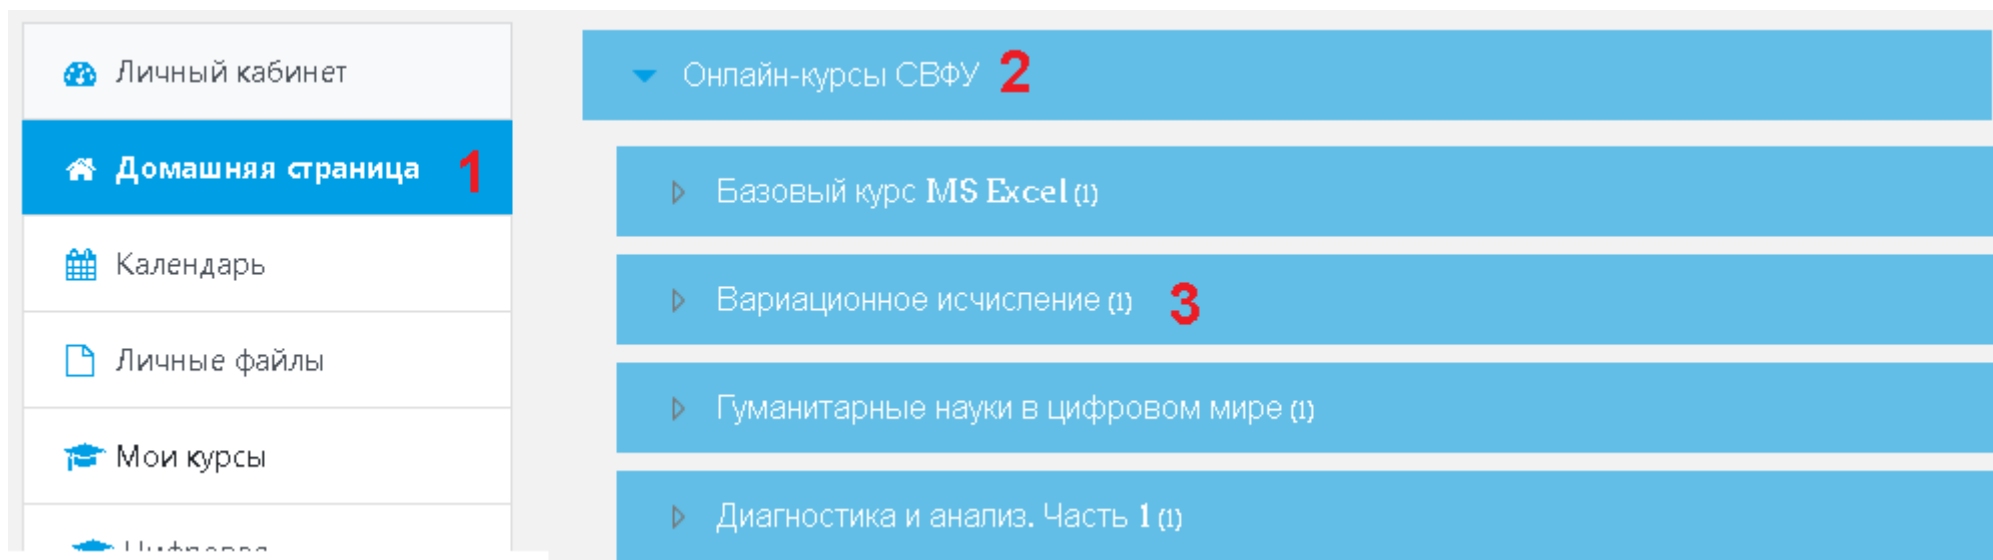 Личный кабинет
Домашняя страница 1
Календарь
Личные файлы
Мои курсы
Онлайн-курсы СВФУ 2
Базовый курс MS Excel (1)
Вариационное исчисление (1) 3
Гуманитарные науки в цифровом мире (1)
Диагностика и анализ. Часть 1 (1)